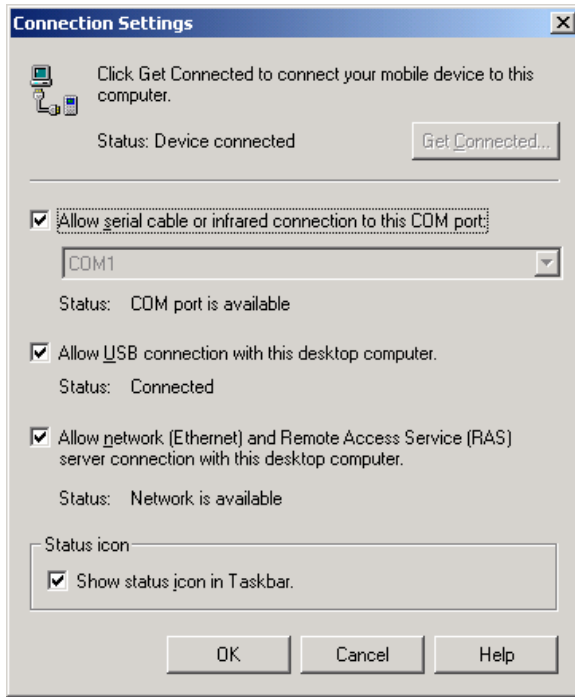 Connection Settings
Click Get Connected to connect your mobile device to this
computer.
Status: Device connected
Get Connected...
Allow serial cable or infrared connection to this COM port:
COM1
Status: COM port is available
Allow USB connection with this desktop computer.
Status: Connected
Allow network (Ethernet) and Remote Access Service (RAS)
server connection with this desktop computer.
Status: Network is available
Status icon
Show status icon in Taskbar.
OK Cancel Help